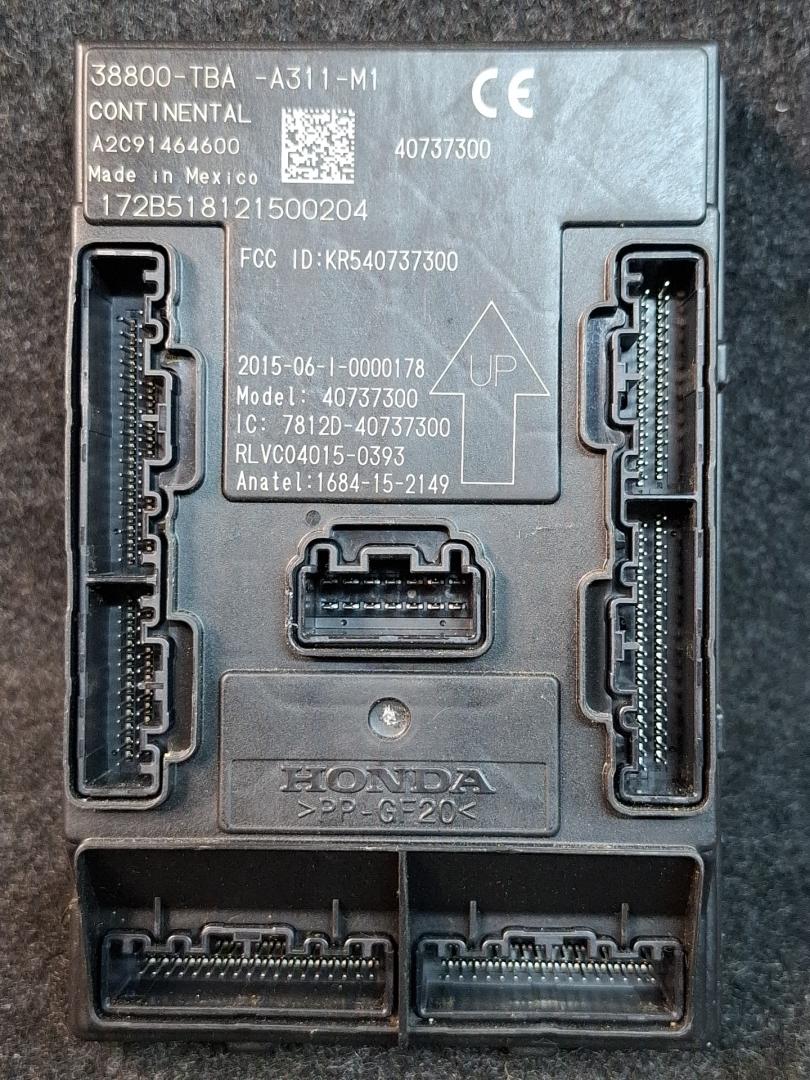 38800-TBA -A311-M1
CE
CONTINENTAL
A2C91464600
40737300
Made in Mexico
172B518121500204
FCC ID:KR540737300
UP
2015-06-I-0000178
Model: 40737300
IC: 7812D-40737300
RLVC04015-0393
Anatel:1684-15-2149
HONDA
>PP-GF20<